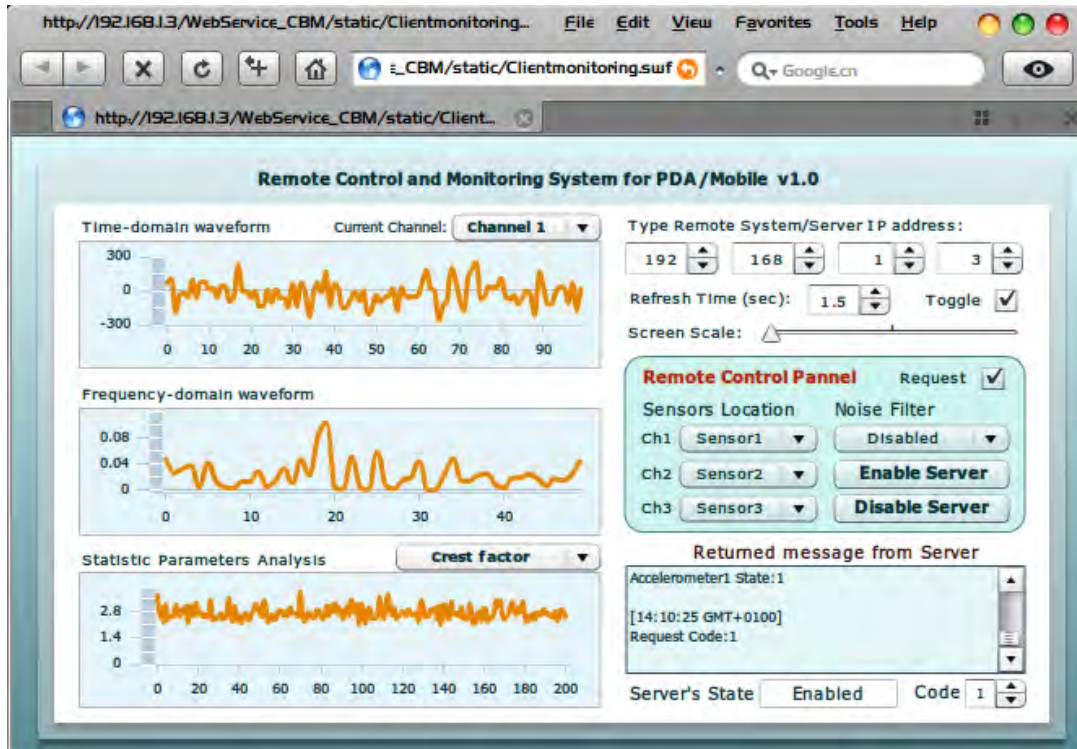 http://192.168.1.3/WebService_CBM/static/Clientmonitoring... File Edit View Favorites Tools Help
:_CBM/static/Clientmonitoring.swf Google.cn
http://192.168.1.3/WebService_CBM/static/Client...
Remote Control and Monitoring System for PDA/Mobile v1.0
Time-domain waveform Current Channel: Channel 1
300
0
-300
0 10 20 30 40 50 60 70 80 90
Frequency-domain waveform
0.08
0.04
0
0 10 20 30 40
Statistic Parameters Analysis Crest factor
2.8
1.4
0
0 20 40 60 80 100 120 140 160 180 200
Type Remote System/Server IP address:
192 168 1 3
Refresh Time (sec): 1.5 Toggle
Screen Scale:
Remote Control Pannel Request
Sensors Location Noise Filter
Ch1 Sensor1 Disabled
Ch2 Sensor2 Enable Server
Ch3 Sensor3 Disable Server
Returned message from Server
Accelerometer1 State:1
[14:10:25 GMT+0100]
Request Code:1
Server's State Enabled Code 1